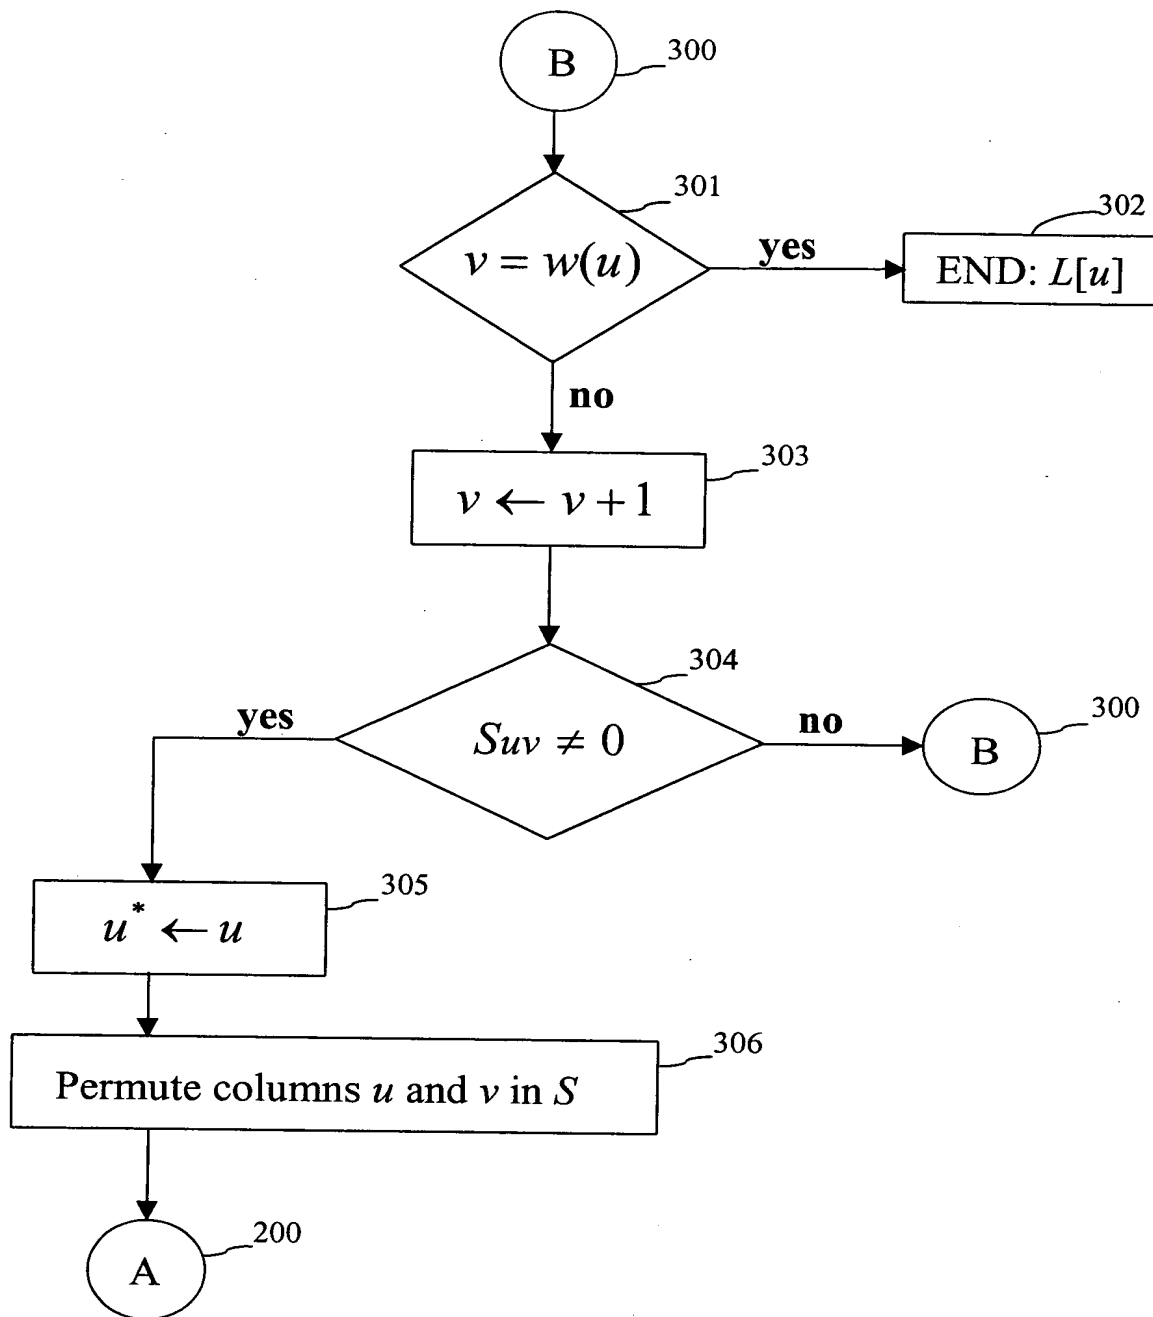 B
300
301
v = w(u)
yes
302
END: L[u]
no
303
v ← v + 1
304
Suv ≠ 0
yes
no
300
B
305
u* ← u
306
Permute columns u and v in S
200
A